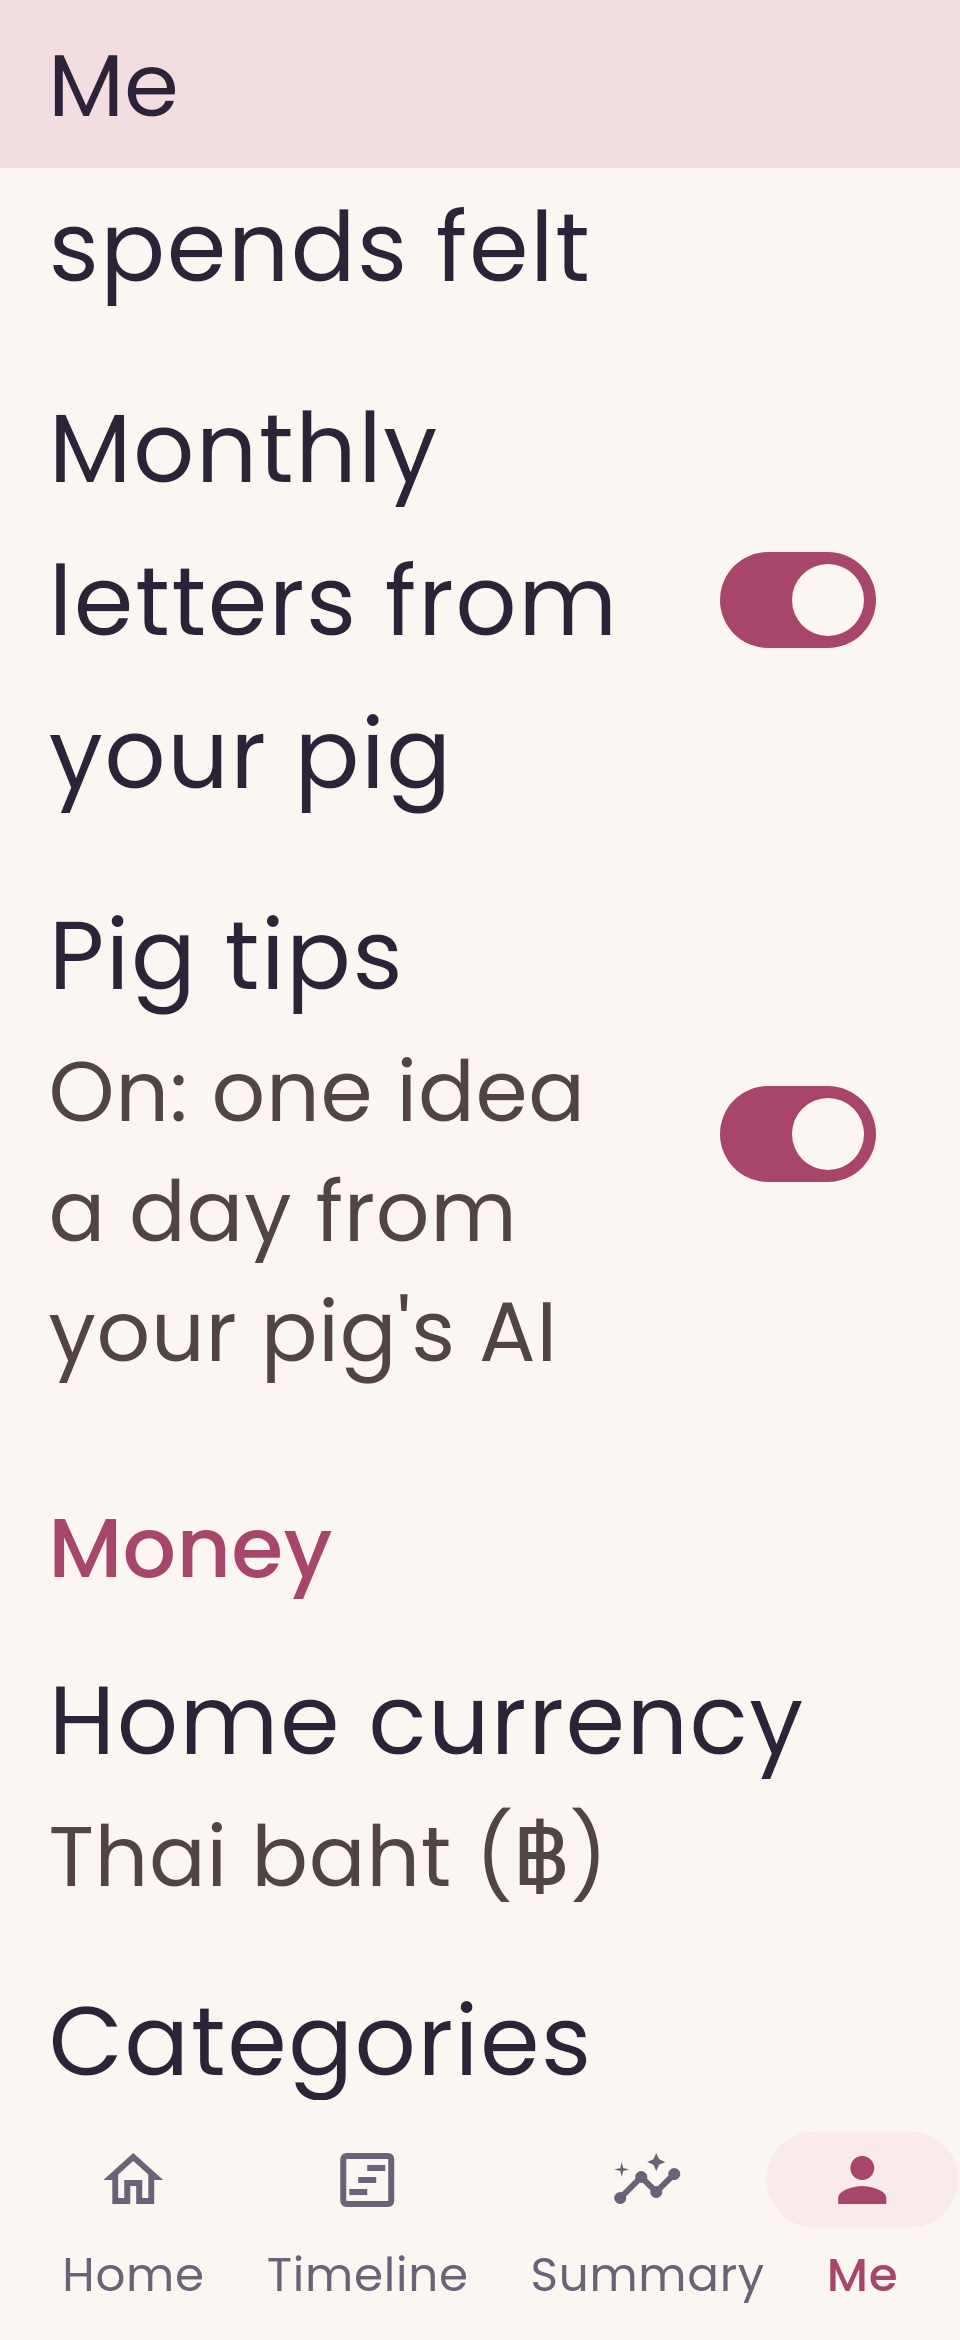 Me
spends felt
Monthly
letters from
your pig
Pig tips
On: one idea
a day from
your pig's AI
Money
Home currency
Thai baht (฿)
Categories
Home
Timeline
Summary
Me